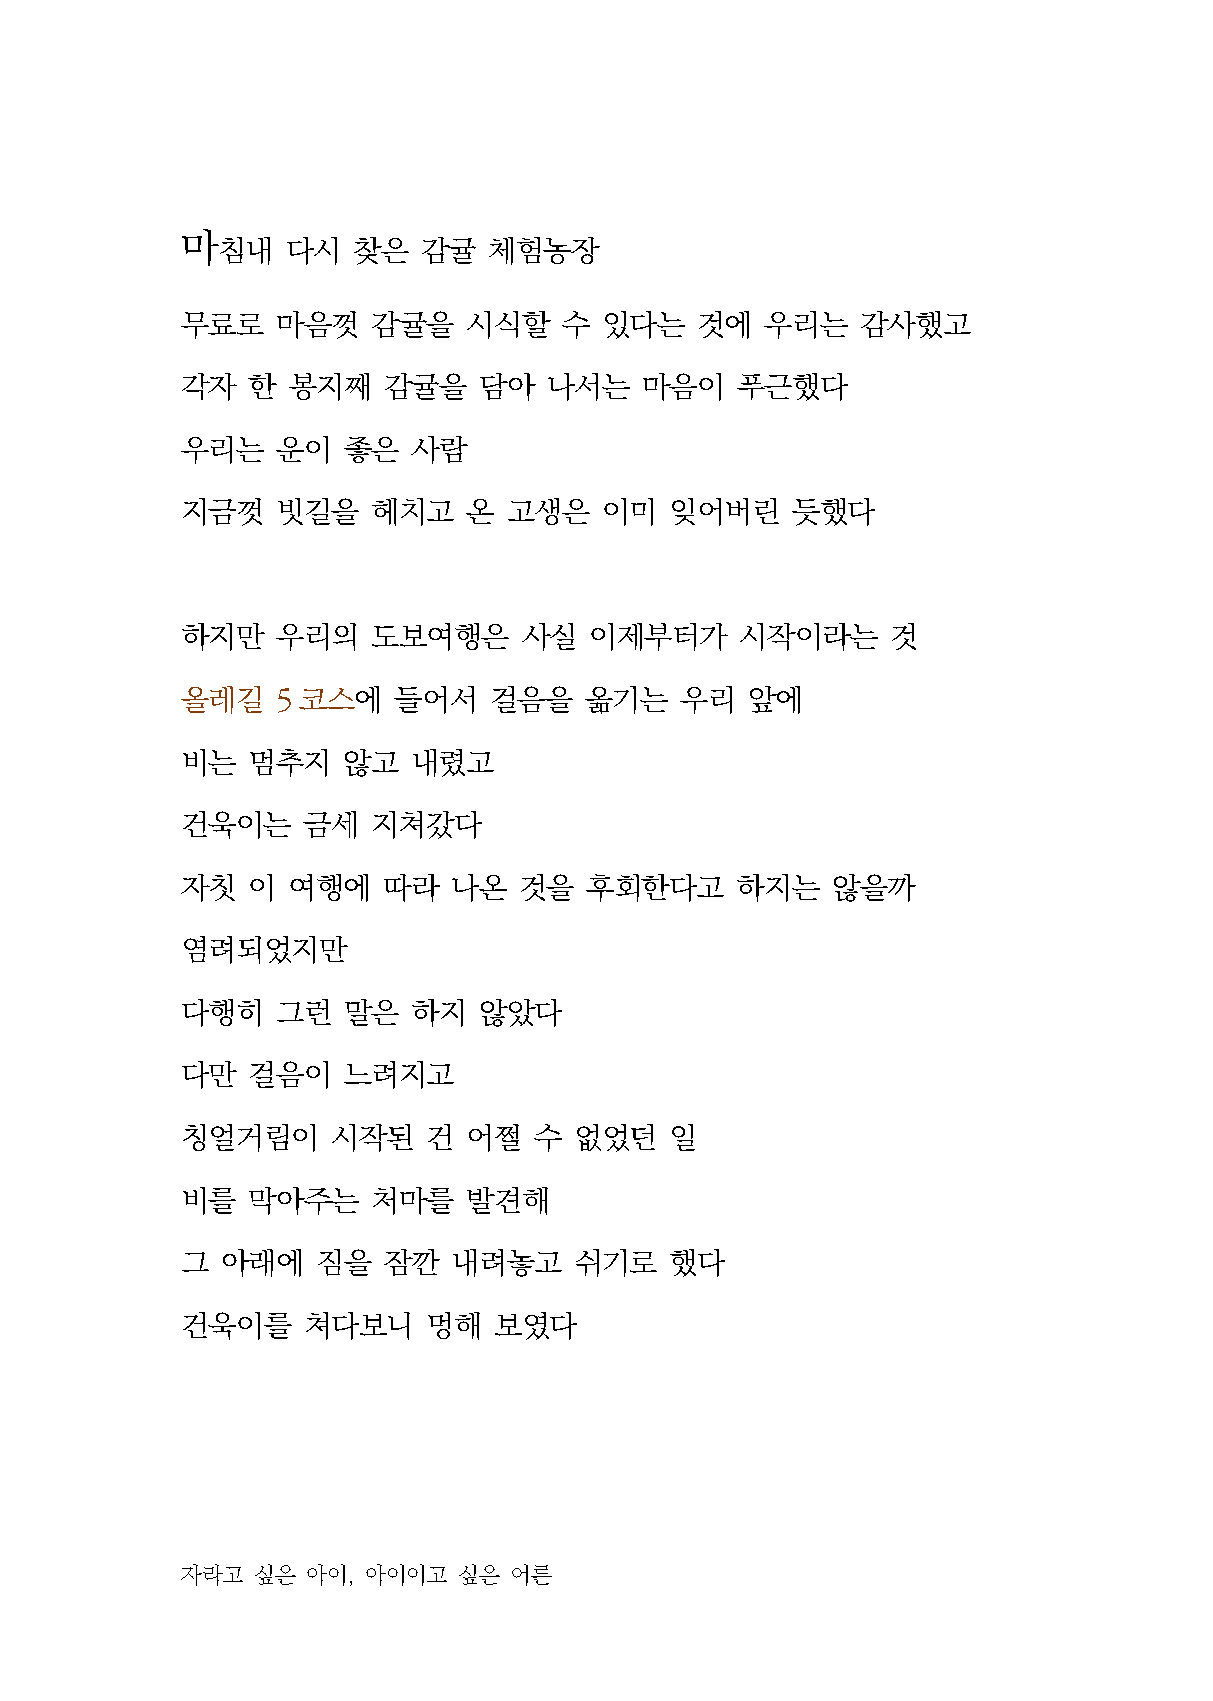 마침내 다시 찾은 감귤 체험농장
무료로 마음껏 감귤을 시식할 수 있다는 것에 우리는 감사했고
각자 한 봉지째 감귤을 담아 나서는 마음이 푸근했다
우리는 운이 좋은 사람
지금껏 빗길을 헤치고 온 고생은 이미 잊어버린 듯했다
하지만 우리의 도보여행은 사실 이제부터가 시작이라는 것
올레길 5코스에 들어서 걸음을 옮기는 우리 앞에
비는 멈추지 않고 내렸고
건욱이는 금세 지쳐갔다
자칫 이 여행에 따라 나온 것을 후회한다고 하지는 않을까
염려되었지만
다행히 그런 말은 하지 않았다
다만 걸음이 느려지고
칭얼거림이 시작된 건 어쩔 수 없었던 일
비를 막아주는 처마를 발견해
그 아래에 짐을 잠깐 내려놓고 쉬기로 했다
건욱이를 쳐다보니 멍해 보였다
자라고 싶은 아이, 아이이고 싶은 어른